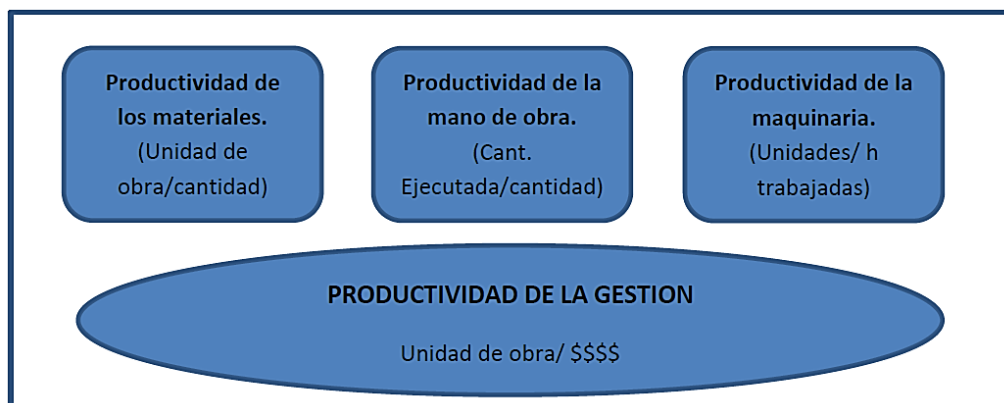 Productividad de
los materiales.
(Unidad de
obra/cantidad)
Productividad de la
mano de obra.
(Cant.
Ejecutada/cantidad)
Productividad de la
maquinaria.
(Unidades/ h
trabajadas)
PRODUCTIVIDAD DE LA GESTION
Unidad de obra/ $$$$